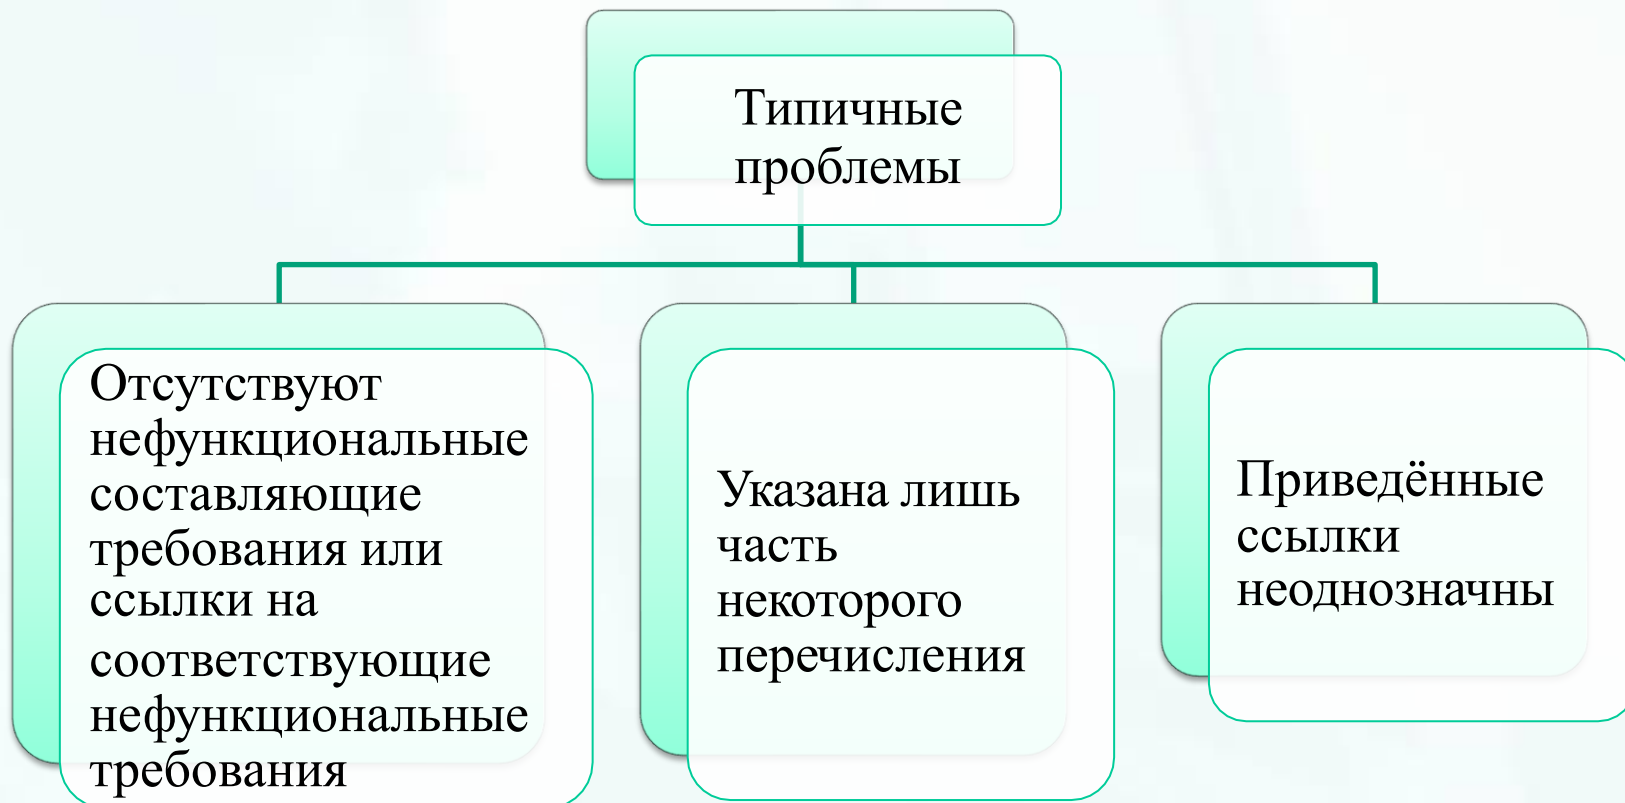 Типичные
проблемы
Отсутствуют
нефункциональные
составляющие
требования или
ссылки на
соответствующие
нефункциональные
требования
Указана лишь
часть
некоторого
перечисления
Приведённые
ссылки
неоднозначны